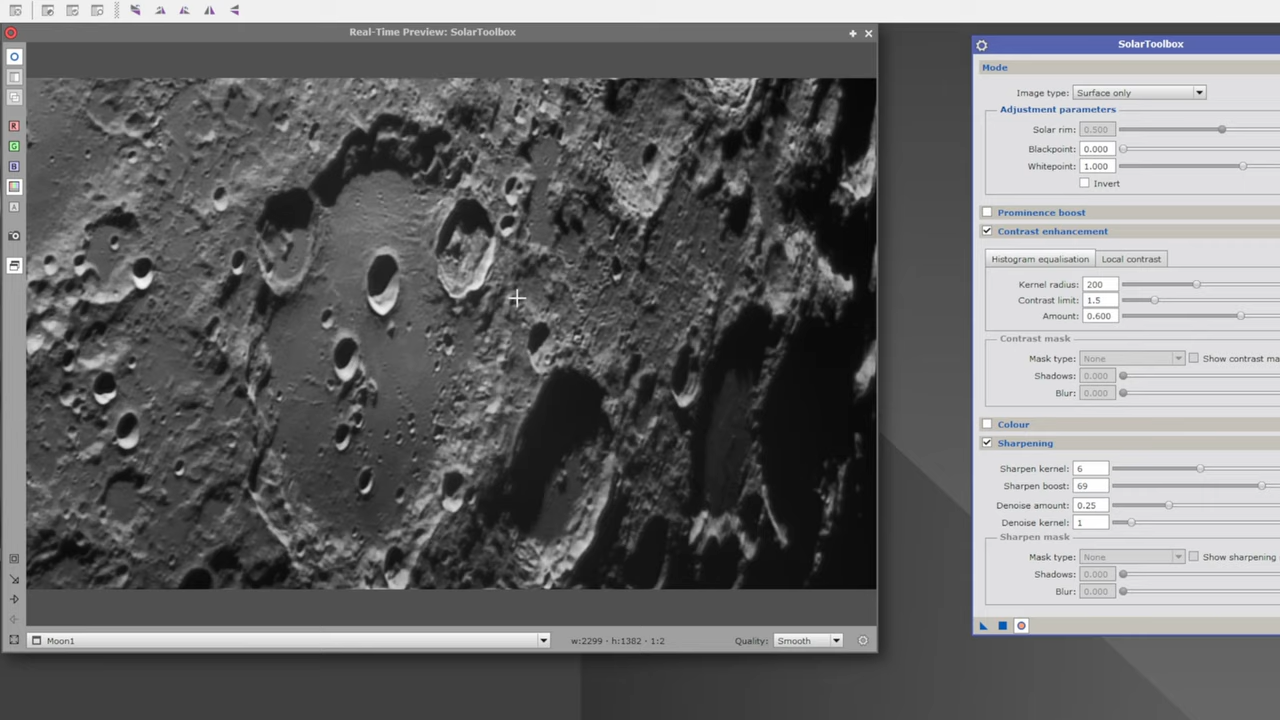 Real-Time Preview: SolarToolbox
R
G
B
A
Moon1
w:2299 · h:1382 · 1:2
Quality: Smooth
SolarToolbox
Mode
Image type: Surface only
Adjustment parameters
Solar rim: 0.500
Blackpoint: 0.000
Whitepoint: 1.000
Invert
Prominence boost
Contrast enhancement
Histogram equalisation Local contrast
Kernel radius: 200
Contrast limit: 1.5
Amount: 0.600
Contrast mask
Mask type: None Show contrast ma
Shadows: 0.000
Blur: 0.000
Colour
Sharpening
Sharpen kernel: 6
Sharpen boost: 69
Denoise amount: 0.25
Denoise kernel: 1
Sharpen mask
Mask type: None Show sharpening
Shadows: 0.000
Blur: 0.000